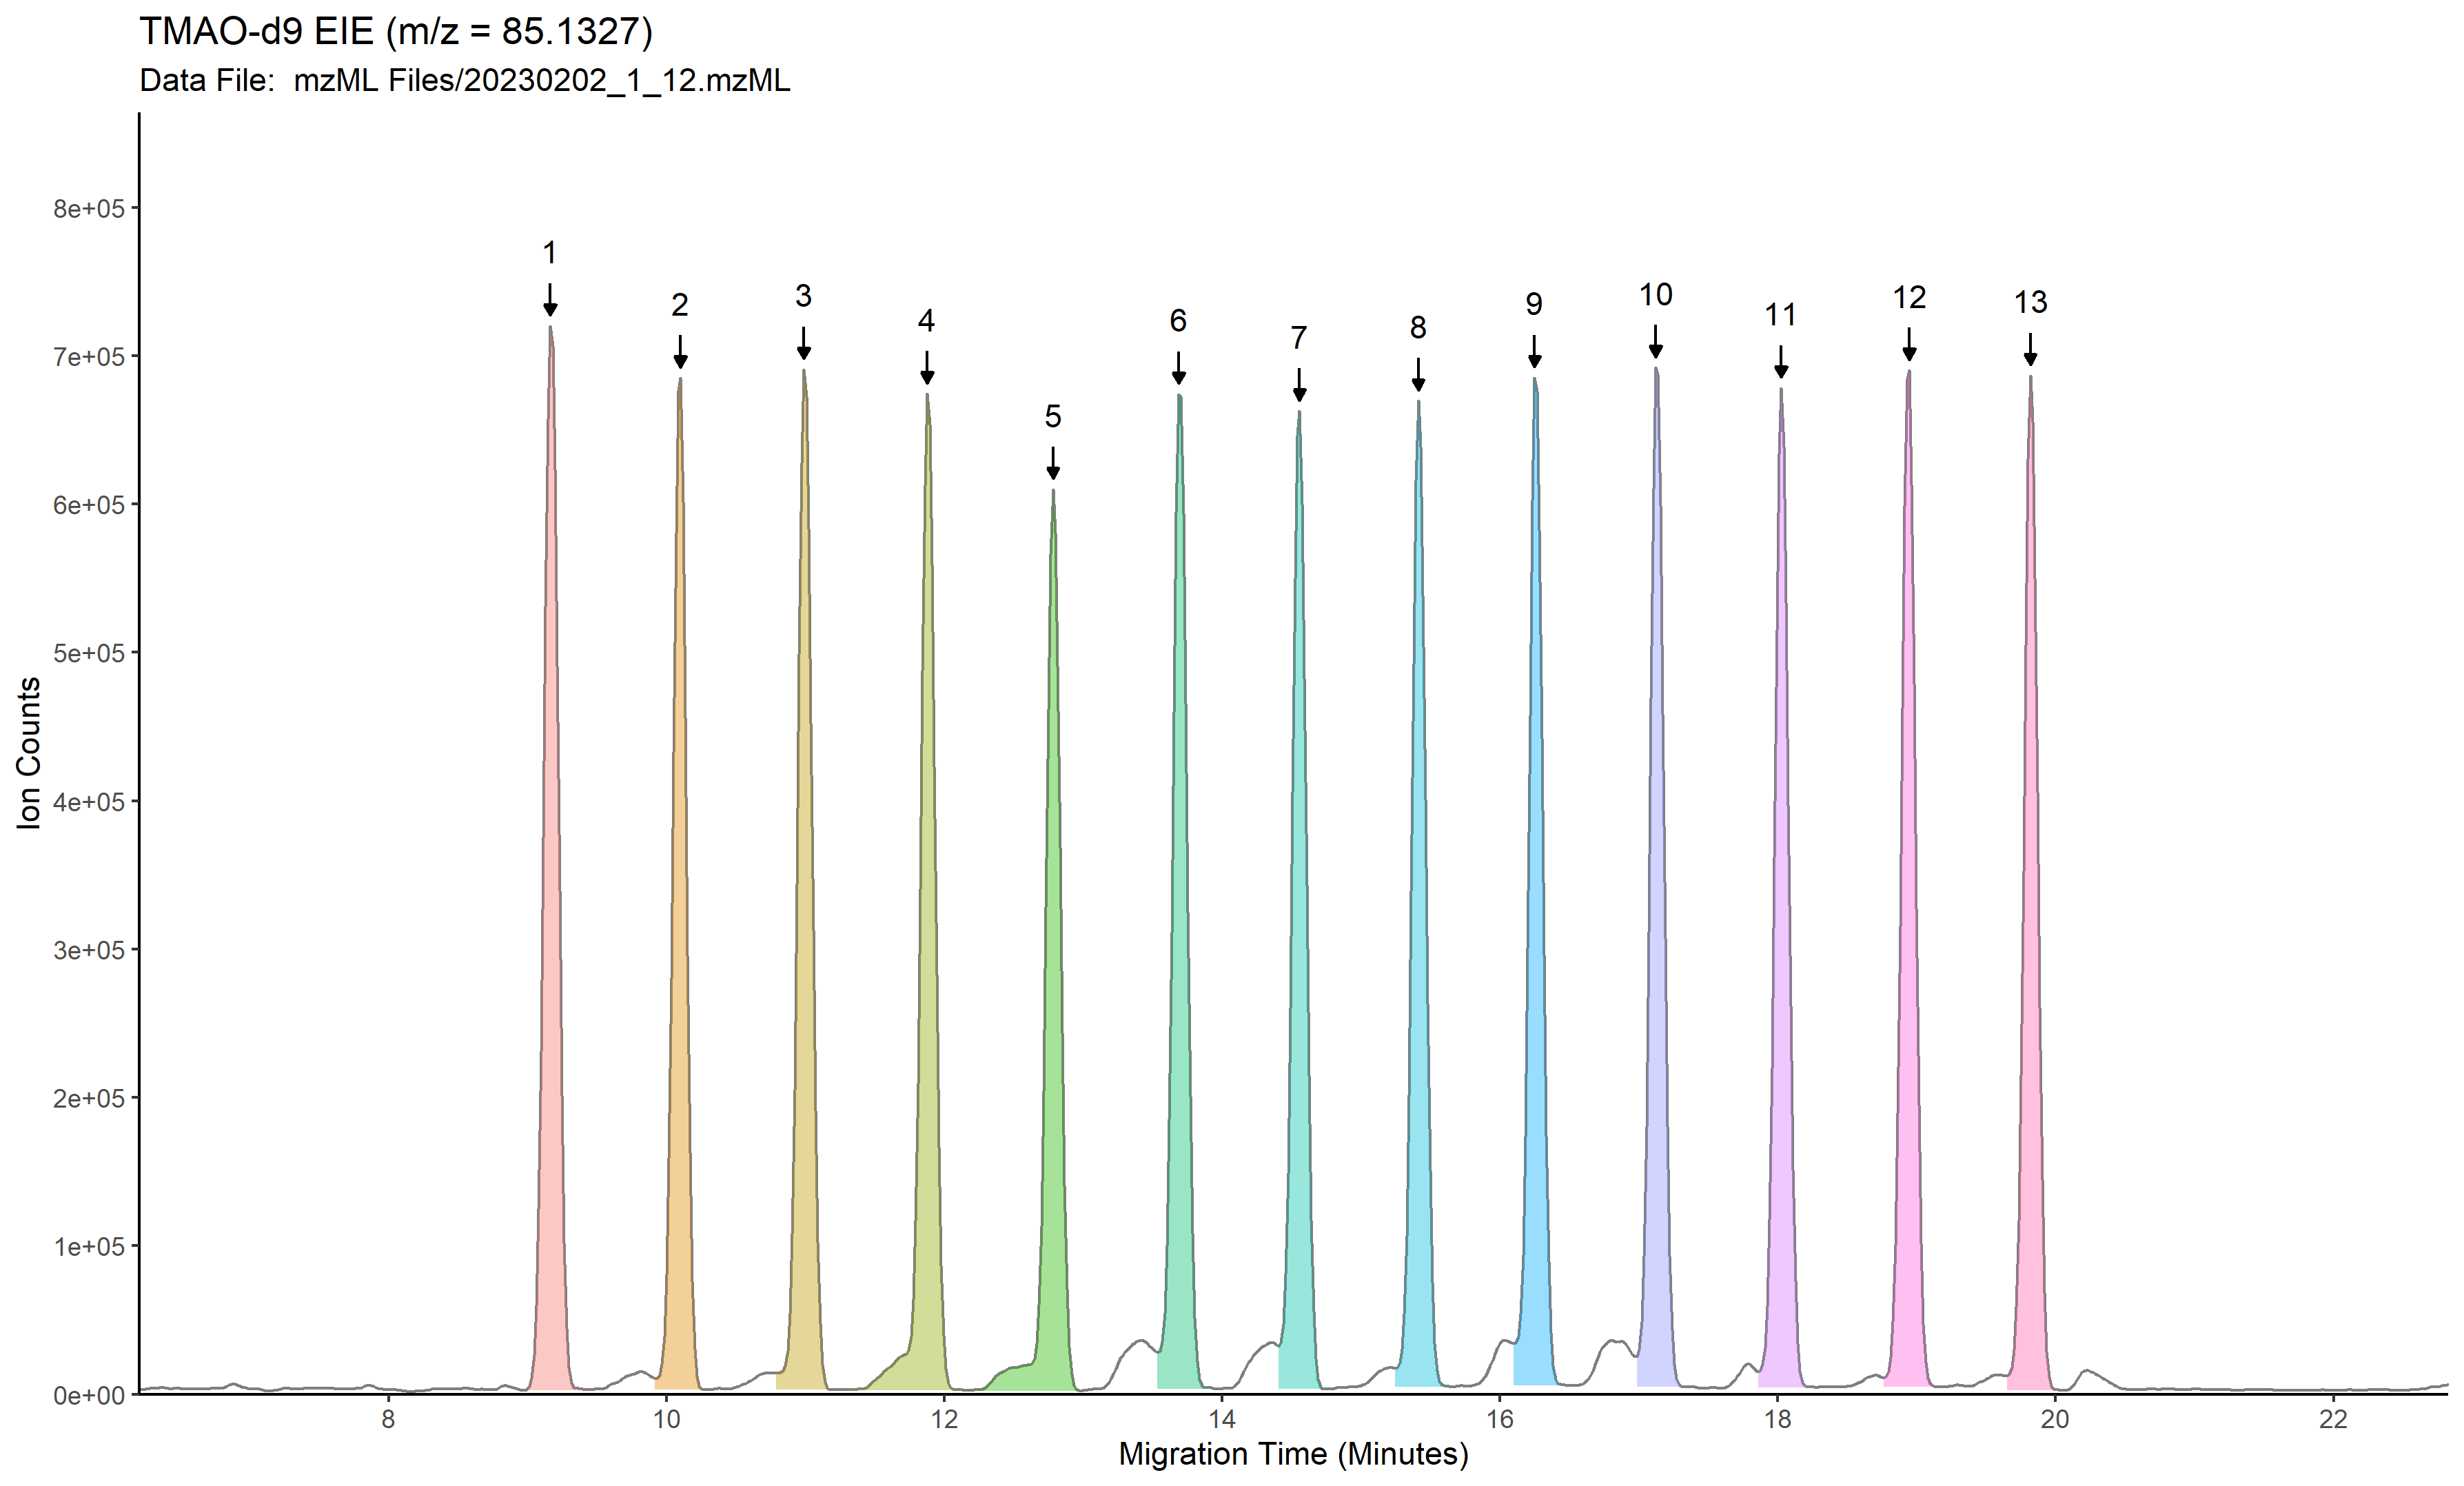 TMAO-d9 EIE (m/z = 85.1327)
Data File:  mzML Files/20230202_1_12.mzML
8e+05
7e+05
6e+05
5e+05
4e+05
3e+05
2e+05
1e+05
0e+00
Ion Counts
1
2
3
4
5
6
7
8
9
10
11
12
13
8
10
12
14
16
18
20
22
Migration Time (Minutes)